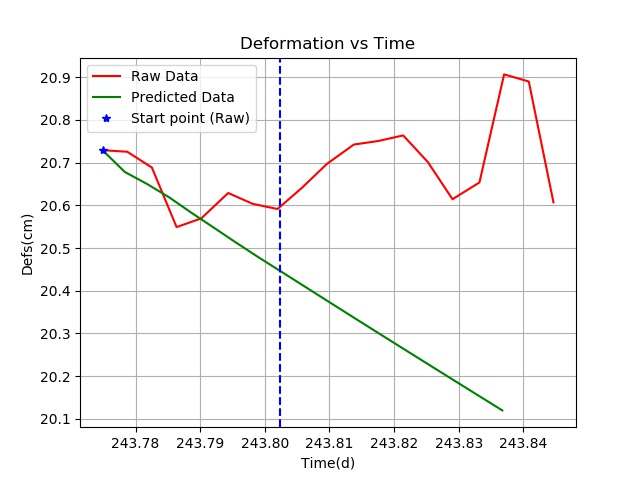 Deformation vs Time
Raw Data
Predicted Data
Start point (Raw)
Defs(cm)
20.9
20.8
20.7
20.6
20.5
20.4
20.3
20.2
20.1
243.78 243.79 243.80 243.81 243.82 243.83 243.84
Time(d)